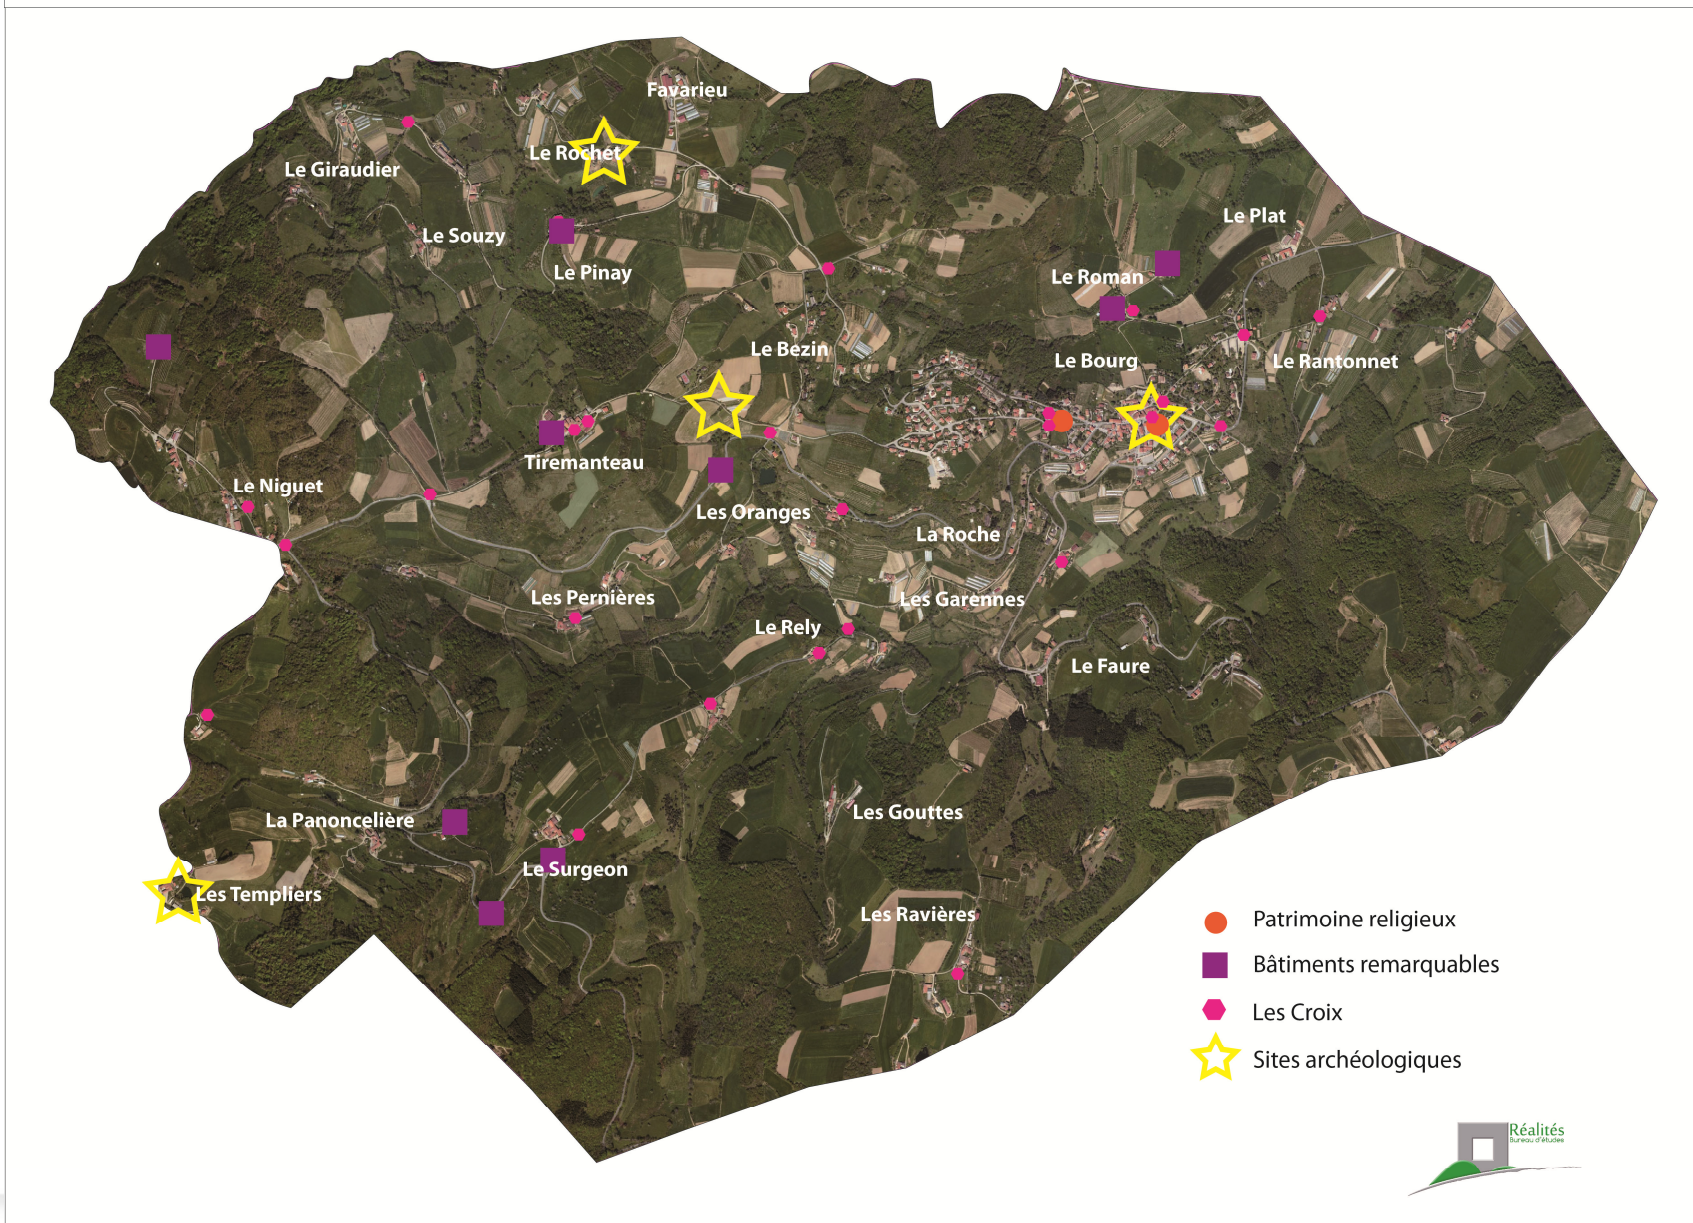 Favarieu
Le Rochet
Le Giraudier
Le Plat
Le Souzy
Le Pinay
Le Roman
Le Bezin
Le Bourg
Le Rantonnet
Tiremanteau
Le Niguet
Les Oranges
La Roche
Les Pernières
Les Garennes
Le Rely
Le Faure
Les Gouttes
La Panoncelière
Le Surgeon
Les Templiers
Les Ravières
Patrimoine religieux
Bâtiments remarquables
Les Croix
Sites archéologiques
Réalités
Bureau d'études